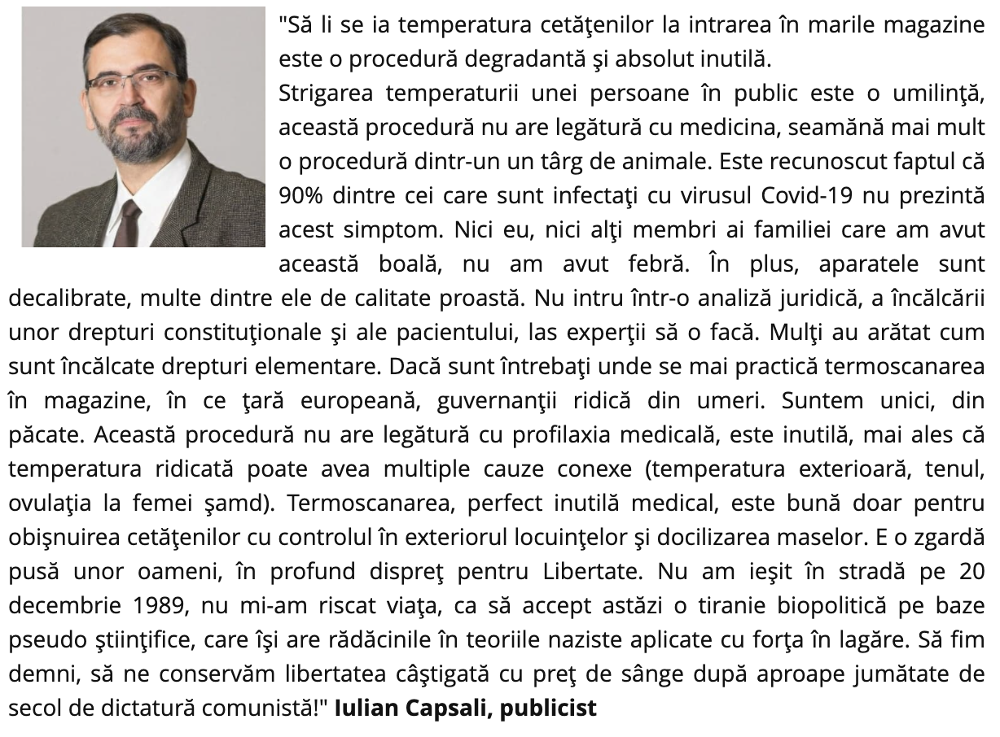 "Să li se ia temperatura cetăţenilor la intrarea în marile magazine
este o procedură degradantă şi absolut inutilă.
Strigarea temperaturii unei persoane în public este o umilinţă,
această procedură nu are legătură cu medicina, seamănă mai mult
o procedură dintr-un un târg de animale. Este recunoscut faptul că
90% dintre cei care sunt infectaţi cu virusul Covid-19 nu prezintă
acest simptom. Nici eu, nici alţi membri ai familiei care am avut
această boală, nu am avut febră. În plus, aparatele sunt
decalibrate, multe dintre ele de calitate proastă. Nu intru într-o analiză juridică, a încălcării
unor drepturi constituţionale şi ale pacientului, las experţii să o facă. Mulţi au arătat cum
sunt încălcate drepturi elementare. Dacă sunt întrebaţi unde se mai practică termoscanarea
în magazine, în ce ţară europeană, guvernanţii ridică din umeri. Suntem unici, din
păcate. Această procedură nu are legătură cu profilaxia medicală, este inutilă, mai ales că
temperatura ridicată poate avea multiple cauze conexe (temperatura exterioară, tenul,
ovulaţia la femei şamd). Termoscanarea, perfect inutilă medical, este bună doar pentru
obişnuirea cetăţenilor cu controlul în exteriorul locuinţelor şi docilizarea maselor. E o zgardă
pusă unor oameni, în profund dispreţ pentru Libertate. Nu am ieşit în stradă pe 20
decembrie 1989, nu mi-am riscat viaţa, ca să accept astăzi o tiranie biopolitică pe baze
pseudo ştiinţifice, care îşi are rădăcinile în teoriile naziste aplicate cu forţa în lagăre. Să fim
demni, să ne conservăm libertatea câştigată cu preţ de sânge după aproape jumătate de
secol de dictatură comunistă!" Iulian Capsali, publicist